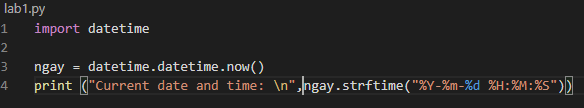 lab1.py
1 import datetime
2
3 ngay = datetime.datetime.now()
4 print ("Current date and time: \n",ngay.strftime("%Y-%m-%d %H:%M:%S"))